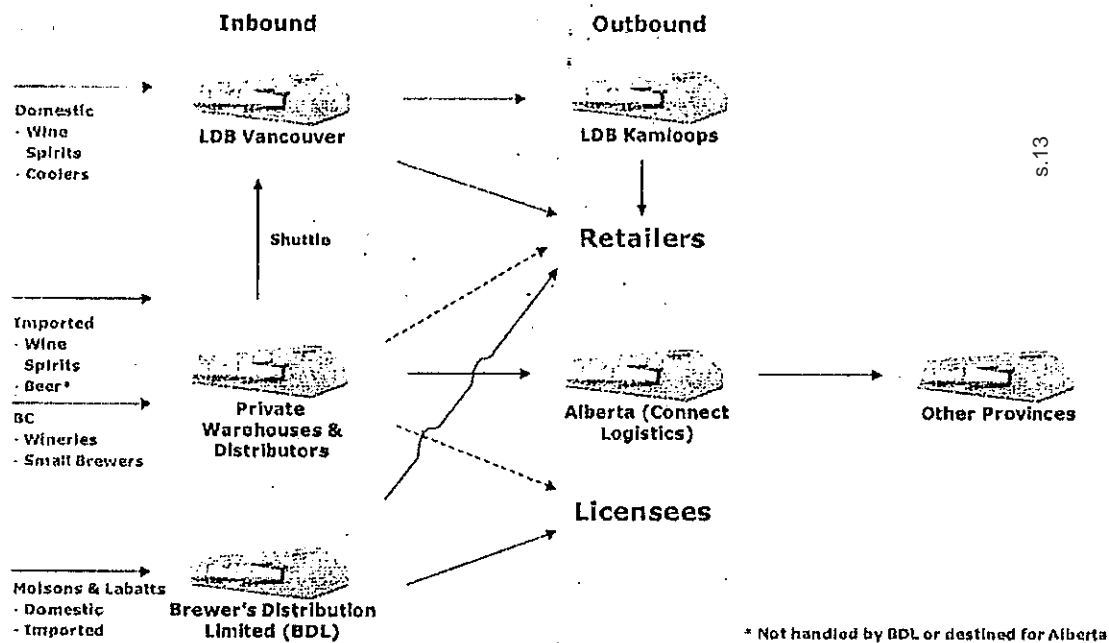 Inbound
Outbound
Domestic
- Wine
Spirits
- Coolers
LDB Vancouver
LDB Kamloops
s.13
Shuttle
Retailers
Imported
- Wine
Spirits
- Beer*
BC
- Wineries
- Small Brewers
Private
Warehouses &
Distributors
Alberta (Connect
Logistics)
Other Provinces
Licensees
Molsons & Labatts
- Domestic
- Imported
Brewer's Distribution
Limited (BDL)
* Not handled by BDL or destined for Alberta